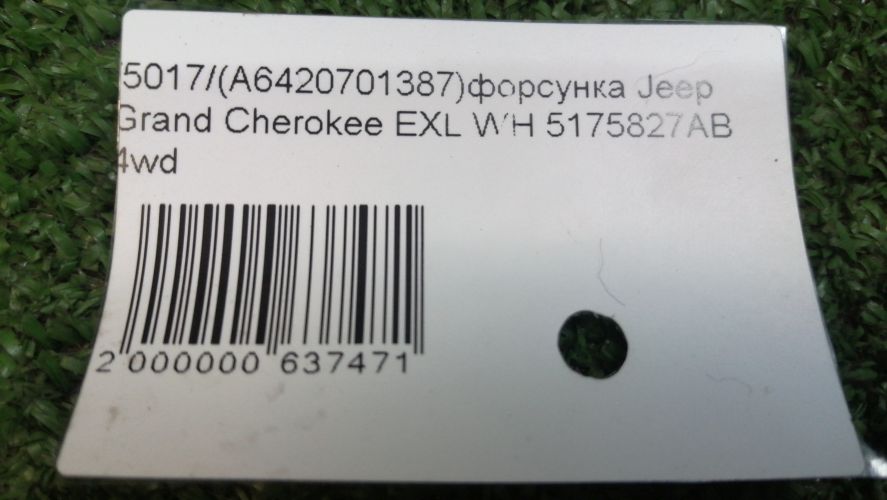 5017/(A6420701387)форсунка Jeep
Grand Cherokee EXL WH 5175827AB
4wd
2 000000 637471